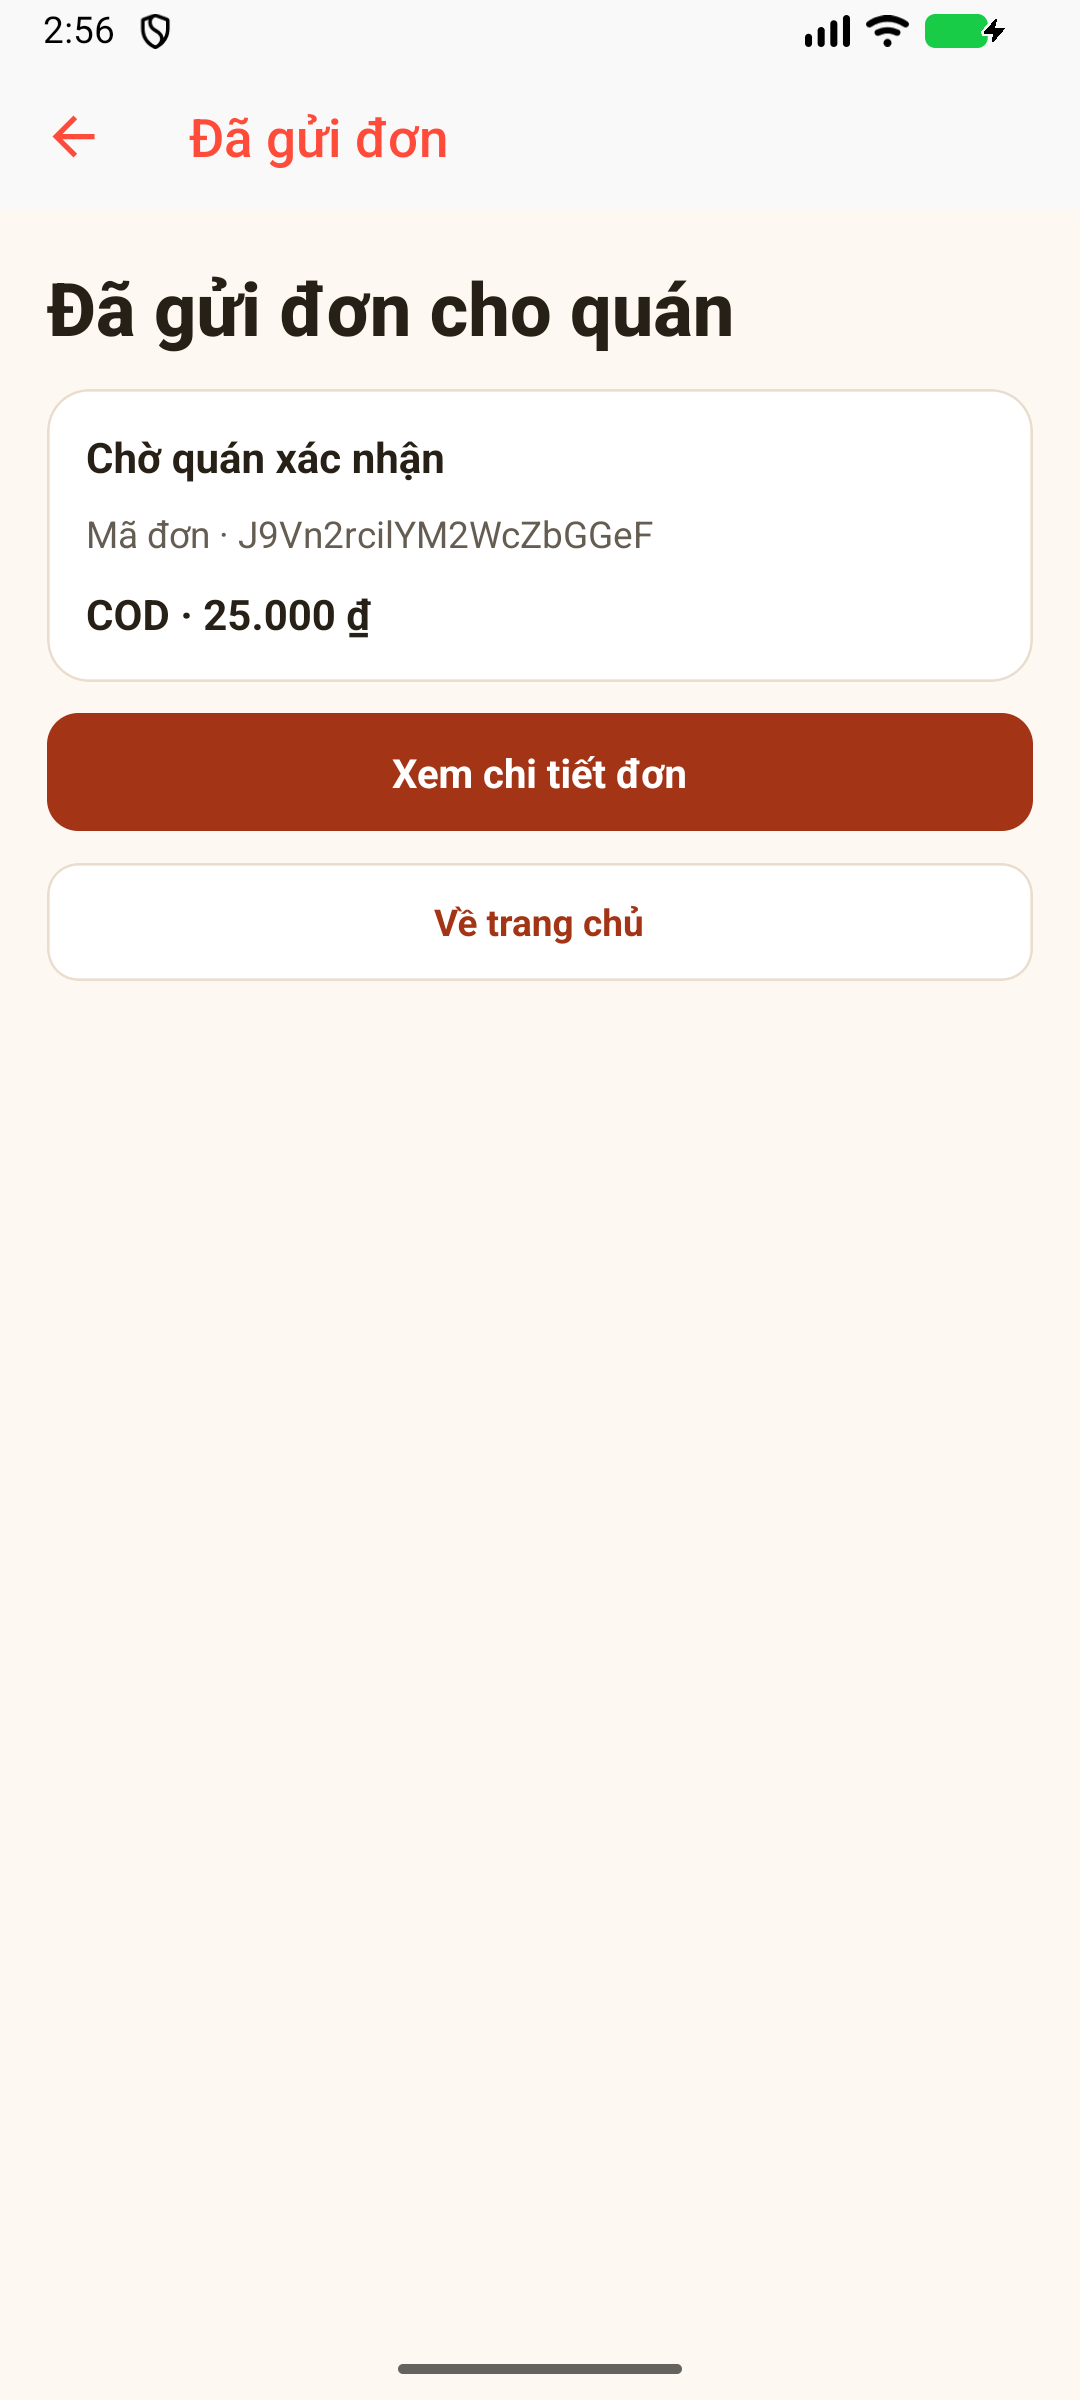 2:56
Đã gửi đơn
Đã gửi đơn cho quán
Chờ quán xác nhận
Mã đơn · J9Vn2rcilYM2WcZbGGeF
COD · 25.000 ₫
Xem chi tiết đơn
Về trang chủ